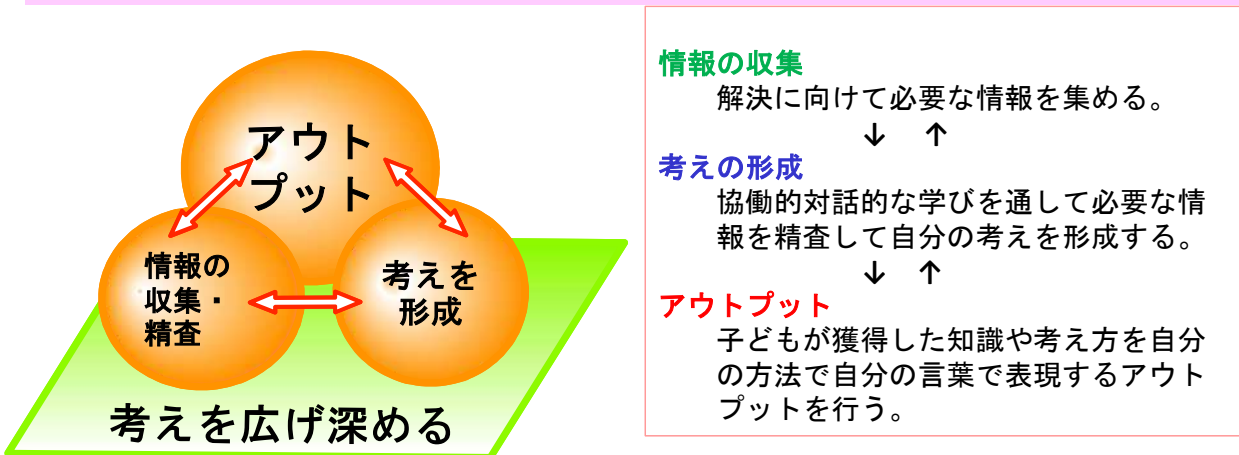 アウト
プット
情報の
収集・
精査
考えを
形成
考えを広げ深める
情報の収集
解決に向けて必要な情報を集める。
↓ ↑
考えの形成
協働的対話的な学びを通して必要な情
報を精査して自分の考えを形成する。
↓ ↑
アウトプット
子どもが獲得した知識や考え方を自分
の方法で自分の言葉で表現するアウト
プットを行う。